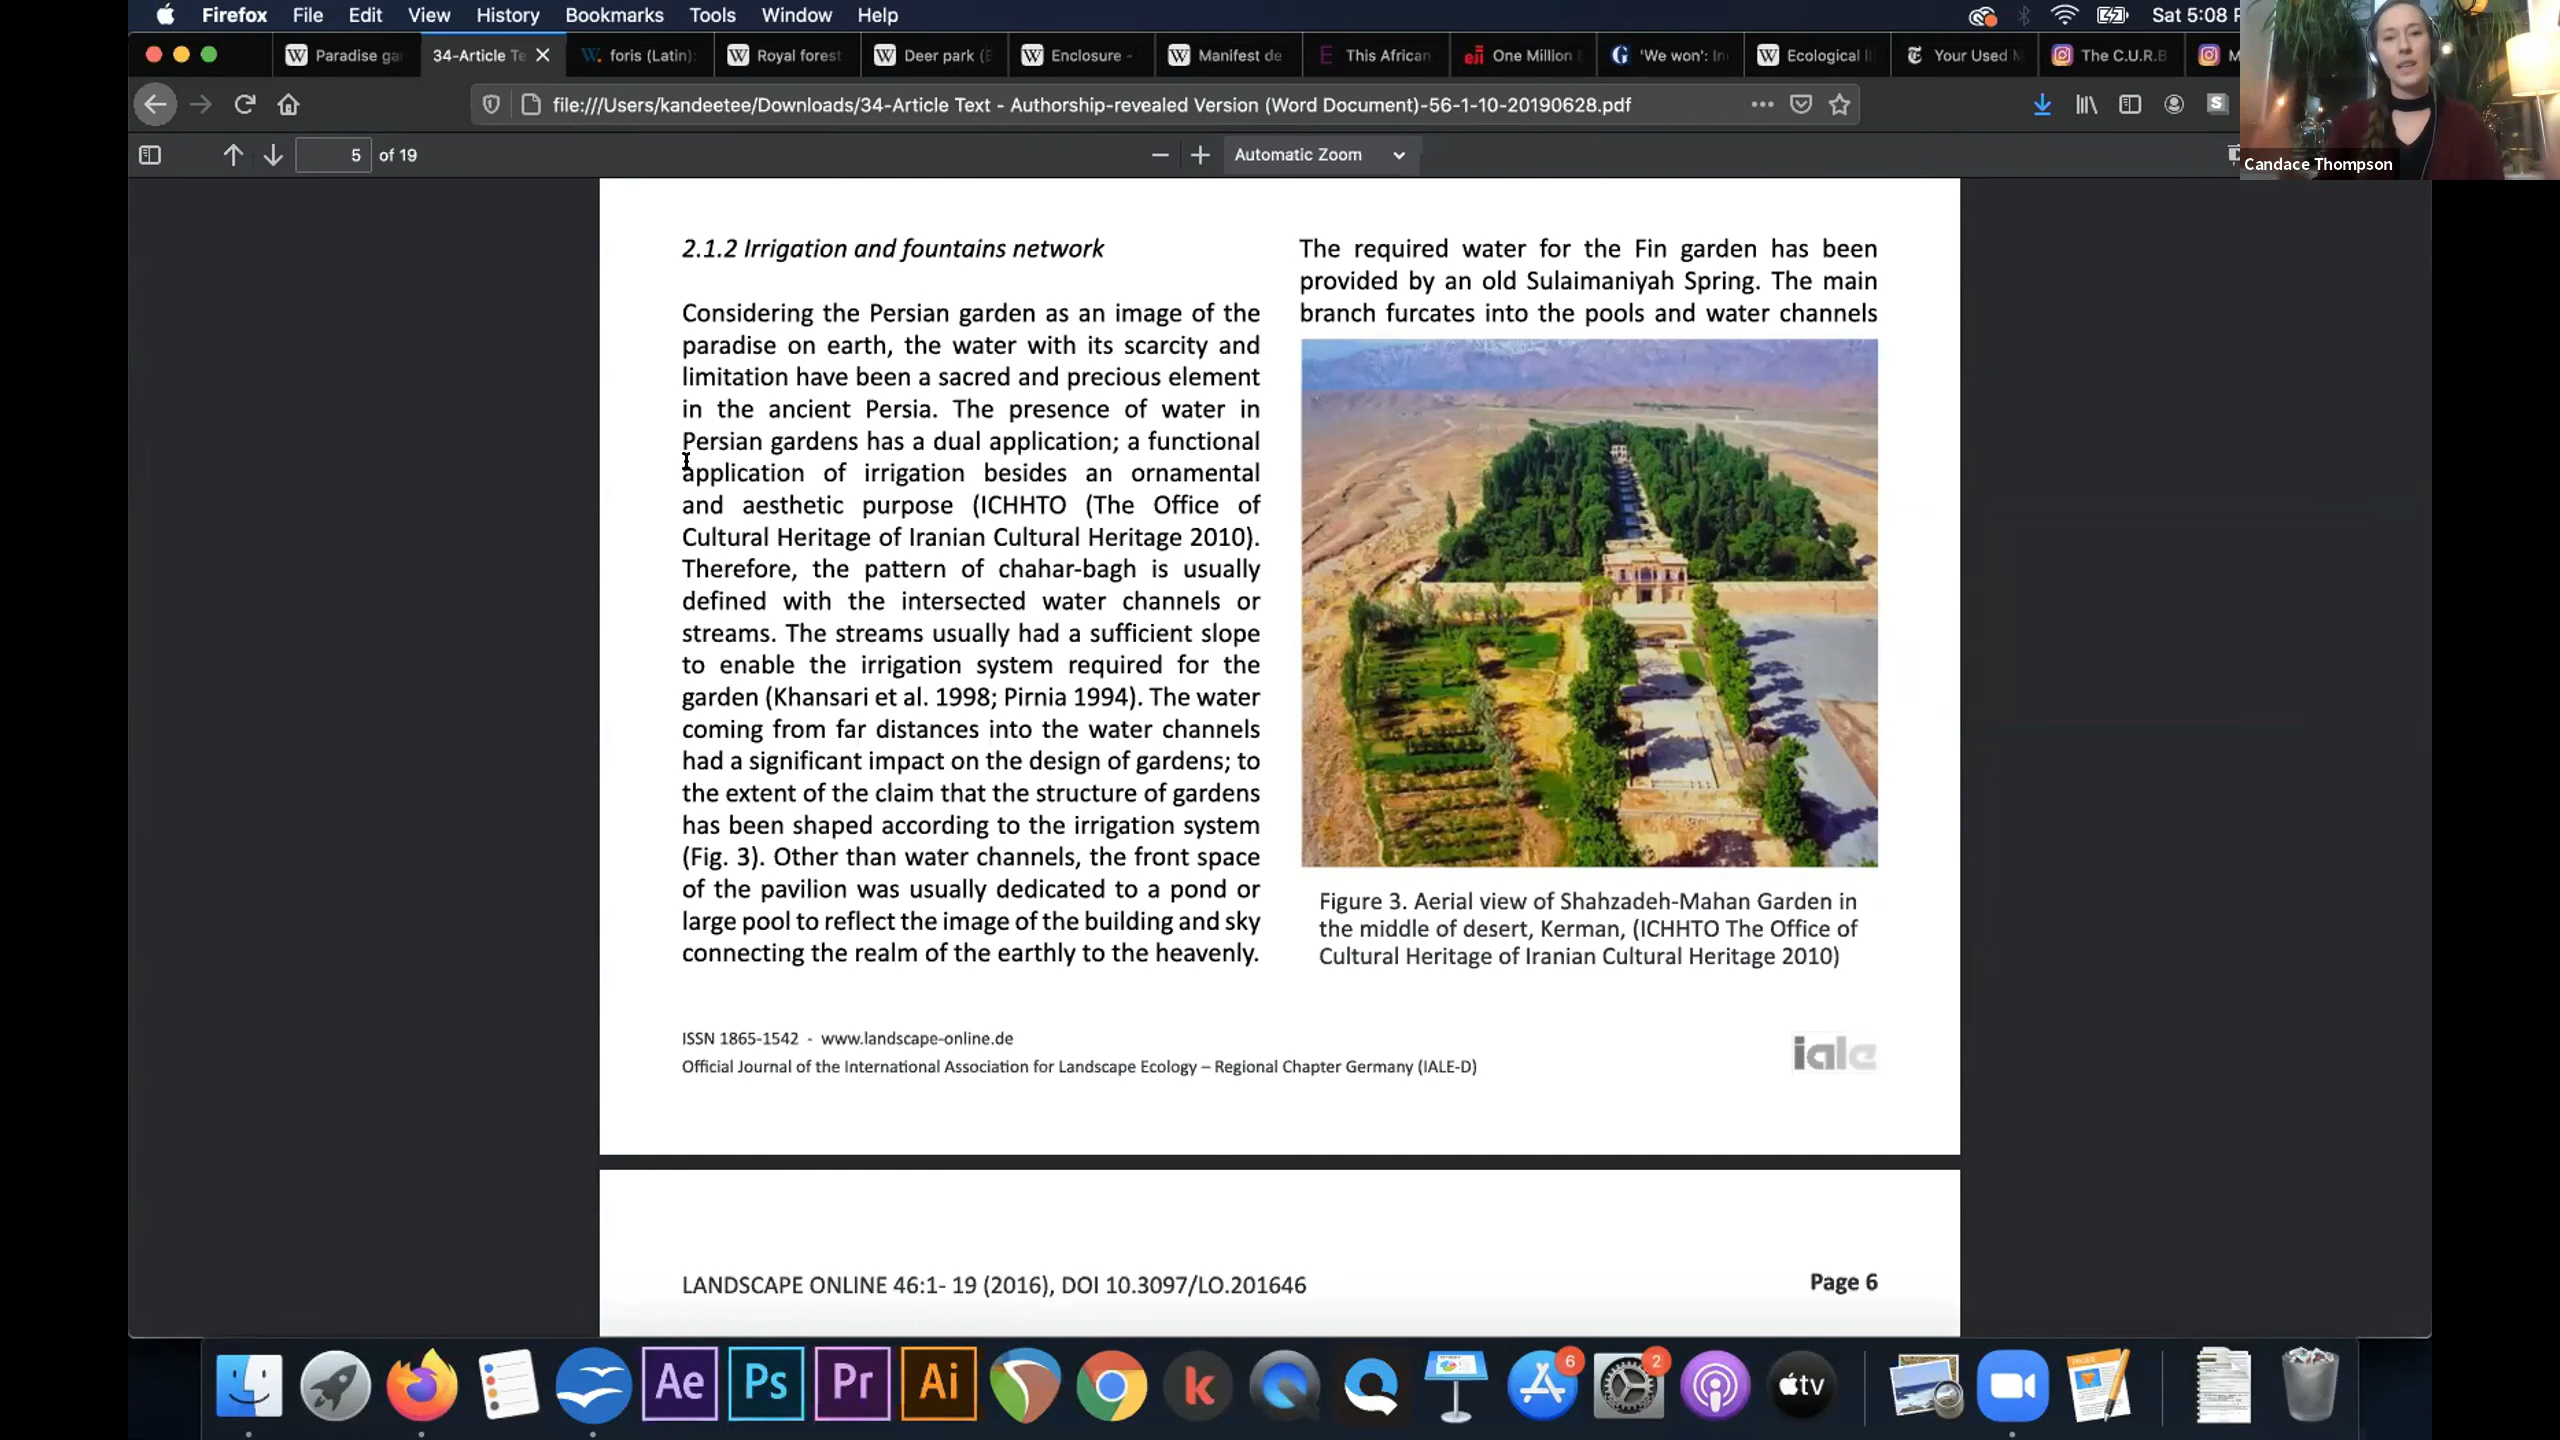 Firefox File Edit View History Bookmarks Tools Window Help Sat 5:08
Paradise ga 34-Article Te foris (Latin): Royal forest Deer park (E Enclosure - Manifest de This African One Million 'We won': In Ecological I Your Used The C.U.R.B. M
file:///Users/kandeetee/Downloads/34-Article Text - Authorship-revealed Version (Word Document)-56-1-10-20190628.pdf
5 of 19 Automatic Zoom
Candace Thompson
2.1.2 Irrigation and fountains network
Considering the Persian garden as an image of the
paradise on earth, the water with its scarcity and
limitation have been a sacred and precious element
in the ancient Persia. The presence of water in
Persian gardens has a dual application; a functional
application of irrigation besides an ornamental
and aesthetic purpose (ICHHTO (The Office of
Cultural Heritage of Iranian Cultural Heritage 2010).
Therefore, the pattern of chahar-bagh is usually
defined with the intersected water channels or
streams. The streams usually had a sufficient slope
to enable the irrigation system required for the
garden (Khansari et al. 1998; Pirnia 1994). The water
coming from far distances into the water channels
had a significant impact on the design of gardens; to
the extent of the claim that the structure of gardens
has been shaped according to the irrigation system
(Fig. 3). Other than water channels, the front space
of the pavilion was usually dedicated to a pond or
large pool to reflect the image of the building and sky
connecting the realm of the earthly to the heavenly.
The required water for the Fin garden has been
provided by an old Sulaimaniyah Spring. The main
branch furcates into the pools and water channels
Figure 3. Aerial view of Shahzadeh-Mahan Garden in
the middle of desert, Kerman, (ICHHTO The Office of
Cultural Heritage of Iranian Cultural Heritage 2010)
ISSN 1865-1542 - www.landscape-online.de
Official Journal of the International Association for Landscape Ecology – Regional Chapter Germany (IALE-D)
iale
LANDSCAPE ONLINE 46:1- 19 (2016), DOI 10.3097/LO.201646
Page 6
Ae Ps Pr Ai k 6 2 tv